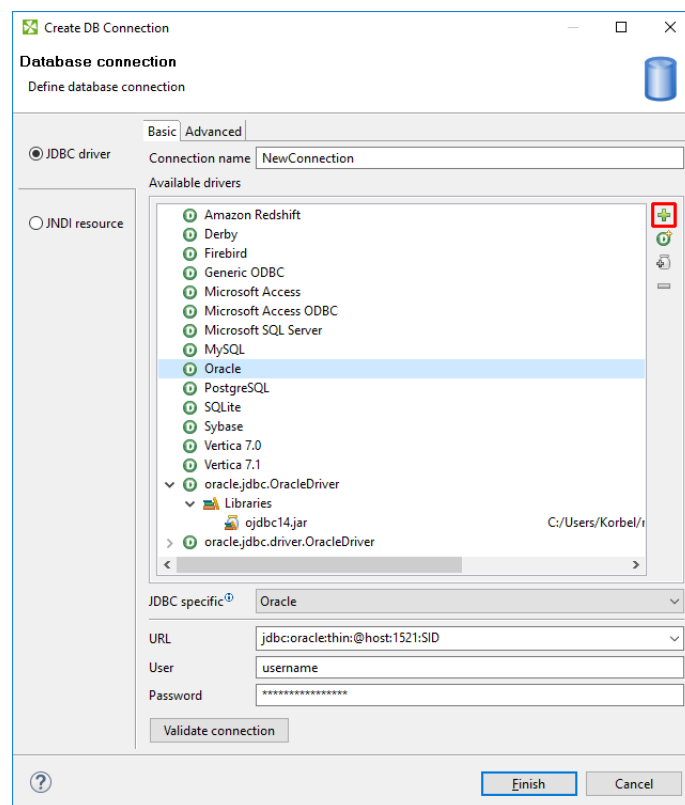 Create DB Connection
Database connection
Define database connection
Basic Advanced
JDBC driver
Connection name NewConnection
Available drivers
JNDI resource
Amazon Redshift
Derby
Firebird
Generic ODBC
Microsoft Access
Microsoft Access ODBC
Microsoft SQL Server
MySQL
Oracle
PostgreSQL
SQLite
Sybase
Vertica 7.0
Vertica 7.1
oracle.jdbc.OracleDriver
Libraries
ojdbc14.jar C:/Users/Korbel/
oracle.jdbc.driver.OracleDriver
JDBC specific Oracle
URL jdbc:oracle:thin:@host:1521:SID
User username
Password ****************
Validate connection
Finish Cancel